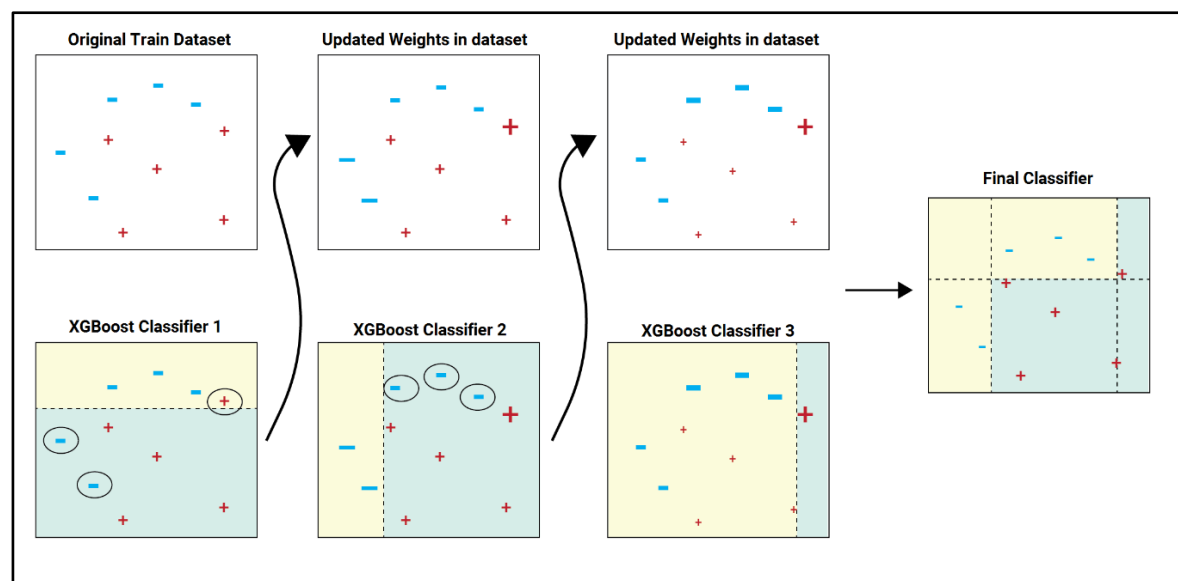 Original Train Dataset
Updated Weights in dataset
Updated Weights in dataset
Final Classifier
XGBoost Classifier 1
XGBoost Classifier 2
XGBoost Classifier 3